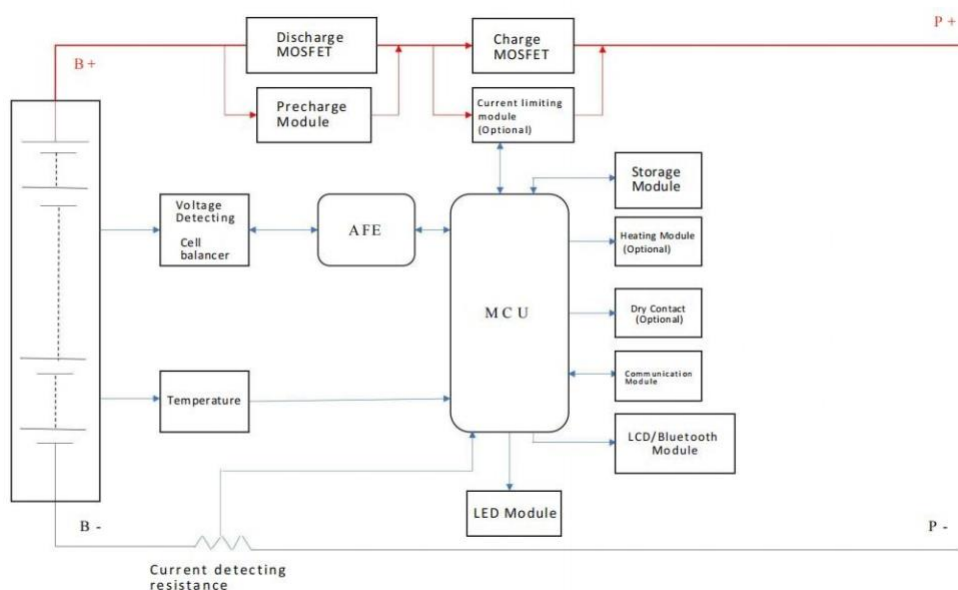 P +
Discharge
MOSFET
Charge
MOSFET
B +
Precharge
Module
Current limiting
module
(Optional)
Storage
Module
Voltage
Detecting
Cell
balancer
AFE
Heating Module
(Optional)
MCU
Dry Contact
(Optional)
Communication
Module
Temperature
LCD/Bluetooth
Module
LED Module
B -
P -
Current detecting
resistance